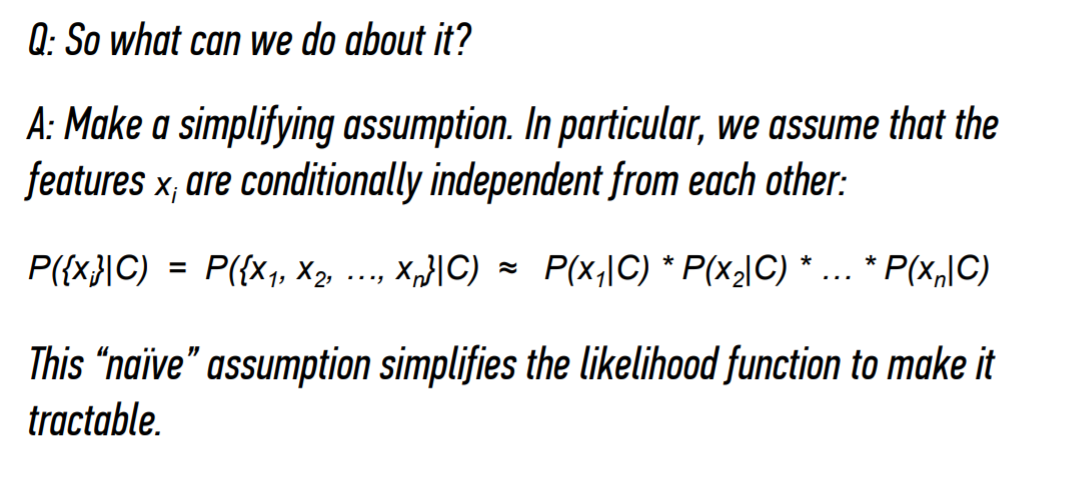 Q: So what can we do about it?
A: Make a simplifying assumption. In particular, we assume that the
features xᵢ are conditionally independent from each other:
P({xᵢ}|C) = P({x₁, x₂, …, xₙ}|C) ≈ P(x₁|C) * P(x₂|C) * … * P(xₙ|C)
This “naïve” assumption simplifies the likelihood function to make it
tractable.